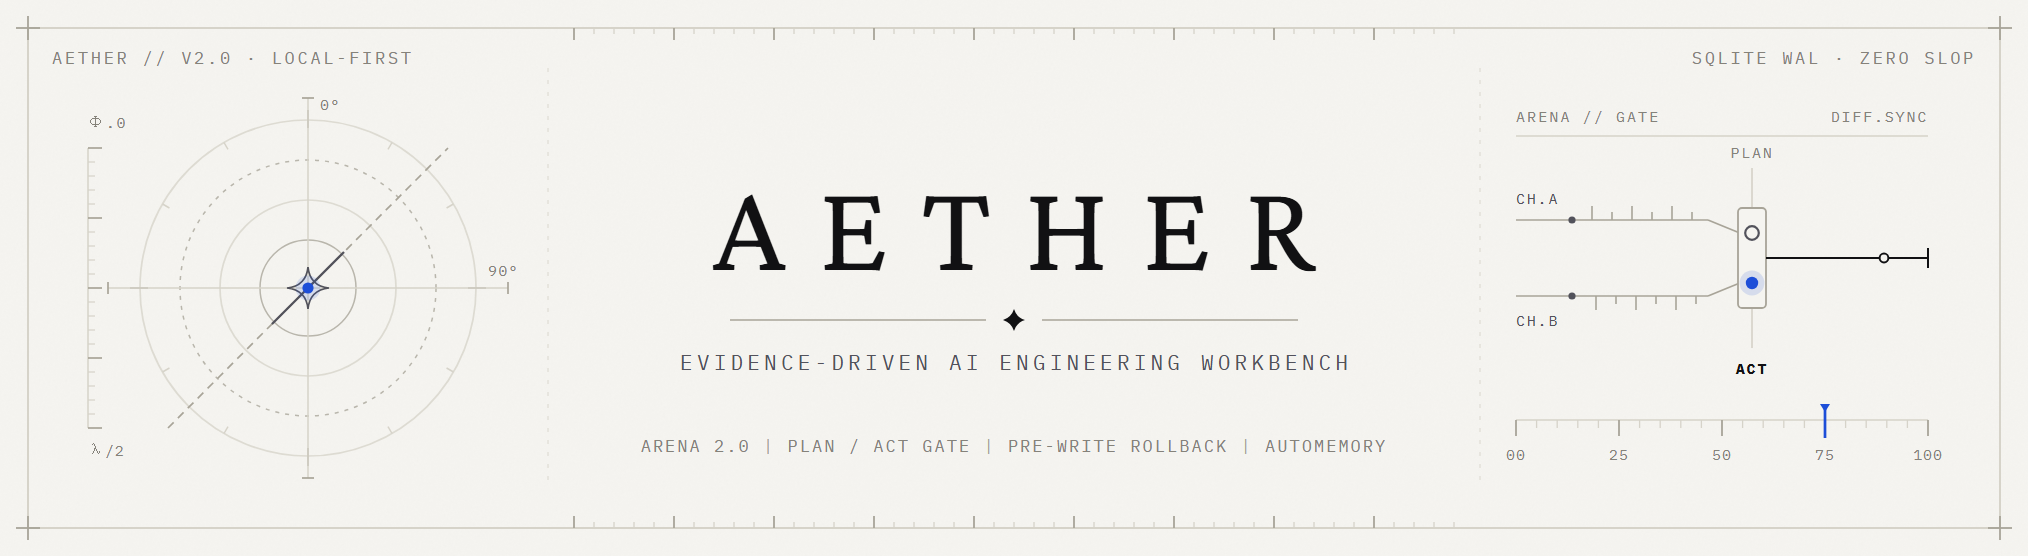 AETHER // V2.0 · LOCAL-FIRST
SQLITE WAL · ZERO SLOP
Φ.0
0°
90°
λ/2
AETHER
EVIDENCE-DRIVEN AI ENGINEERING WORKBENCH
ARENA 2.0 | PLAN / ACT GATE | PRE-WRITE ROLLBACK | AUTOMEMORY
ARENA // GATE
DIFF.SYNC
PLAN
CH.A
CH.B
ACT
00 25 50 75 100